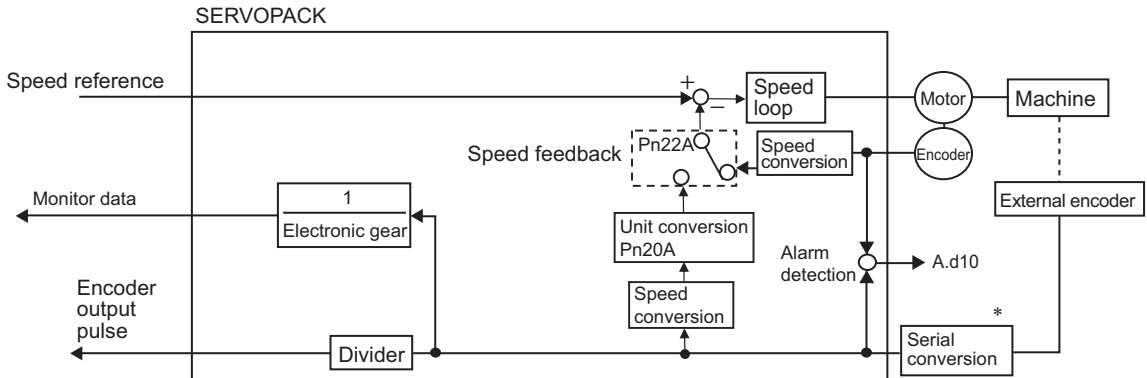 SERVOPACK
Speed reference
+
−
Speed
loop
Motor
Machine
Speed feedback
Pn22A
Speed
conversion
Encoder
Monitor data
1
Electronic gear
Unit conversion
Pn20A
External encoder
Alarm
detection
A.d10
Encoder
output
pulse
Speed
conversion
*
Divider
Serial
conversion